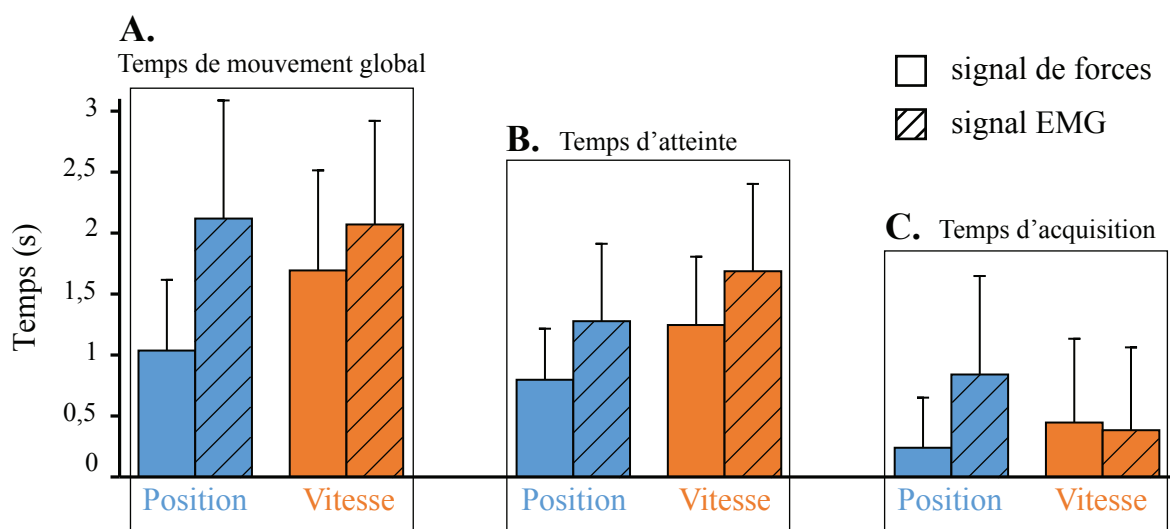 A.
Temps de mouvement global
signal de forces
signal EMG
B. Temps d'atteinte
C. Temps d'acquisition
Temps (s)
3
2,5
2
1,5
1
0,5
0
Position Vitesse
Position Vitesse
Position Vitesse